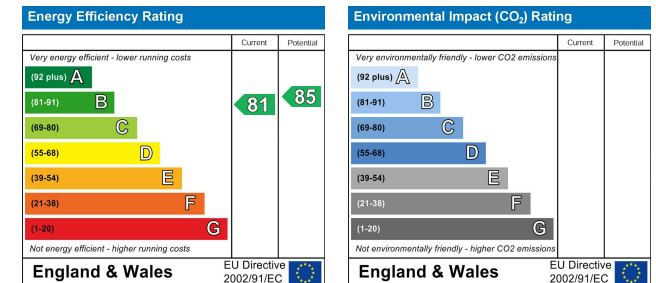 Energy Efficiency Rating
Current Potential
Very energy efficient - lower running costs
(92 plus) A
(81-91) B
(69-80) C
(55-68) D
(39-54) E
(21-38) F
(1-20) G
81
85
Not energy efficient - higher running costs
England & Wales
EU Directive
2002/91/EC
Environmental Impact (CO₂) Rating
Current Potential
Very environmentally friendly - lower CO2 emissions
(92 plus) A
(81-91) B
(69-80) C
(55-68) D
(39-54) E
(21-38) F
(1-20) G
Not environmentally friendly - higher CO2 emissions
England & Wales
EU Directive
2002/91/EC